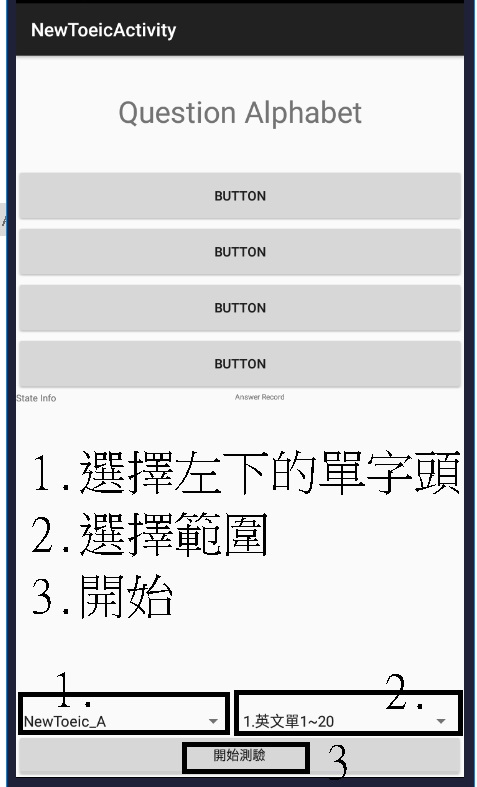 NewToeicActivity
Question Alphabet
BUTTON
BUTTON
BUTTON
BUTTON
State Info
Answer Record
1.選擇左下的單字頭
2.選擇範圍
3.開始
1.
2.
NewToeic_A
1.英文單1~20
開始測驗
3